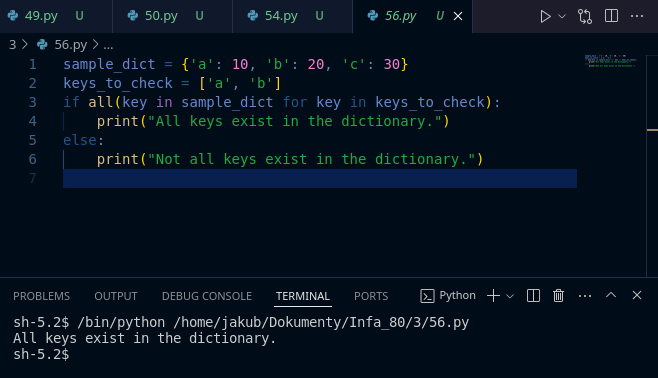 49.py U 50.py U 54.py U 56.py U
3 > 56.py > ...
1 sample_dict = {'a': 10, 'b': 20, 'c': 30}
2 keys_to_check = ['a', 'b']
3 if all(key in sample_dict for key in keys_to_check):
4 print("All keys exist in the dictionary.")
5 else:
6 print("Not all keys exist in the dictionary.")
7
PROBLEMS OUTPUT DEBUG CONSOLE TERMINAL PORTS Python
sh-5.2$ /bin/python /home/jakub/Dokumenty/Infa_80/3/56.py
All keys exist in the dictionary.
sh-5.2$